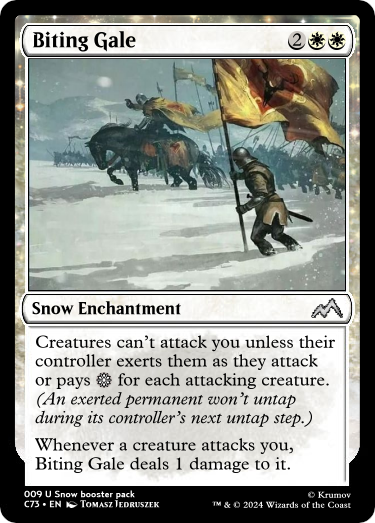 Biting Gale 2
Snow Enchantment
Creatures can't attack you unless their
controller exerts them as they attack
or pays for each attacking creature.
(An exerted permanent won't untap
during its controller's next untap step.)
Whenever a creature attacks you,
Biting Gale deals 1 damage to it.
009 U Snow booster pack
C73 • EN Tomasz Jedruszek
© Krumov
™ & © 2024 Wizards of the Coast